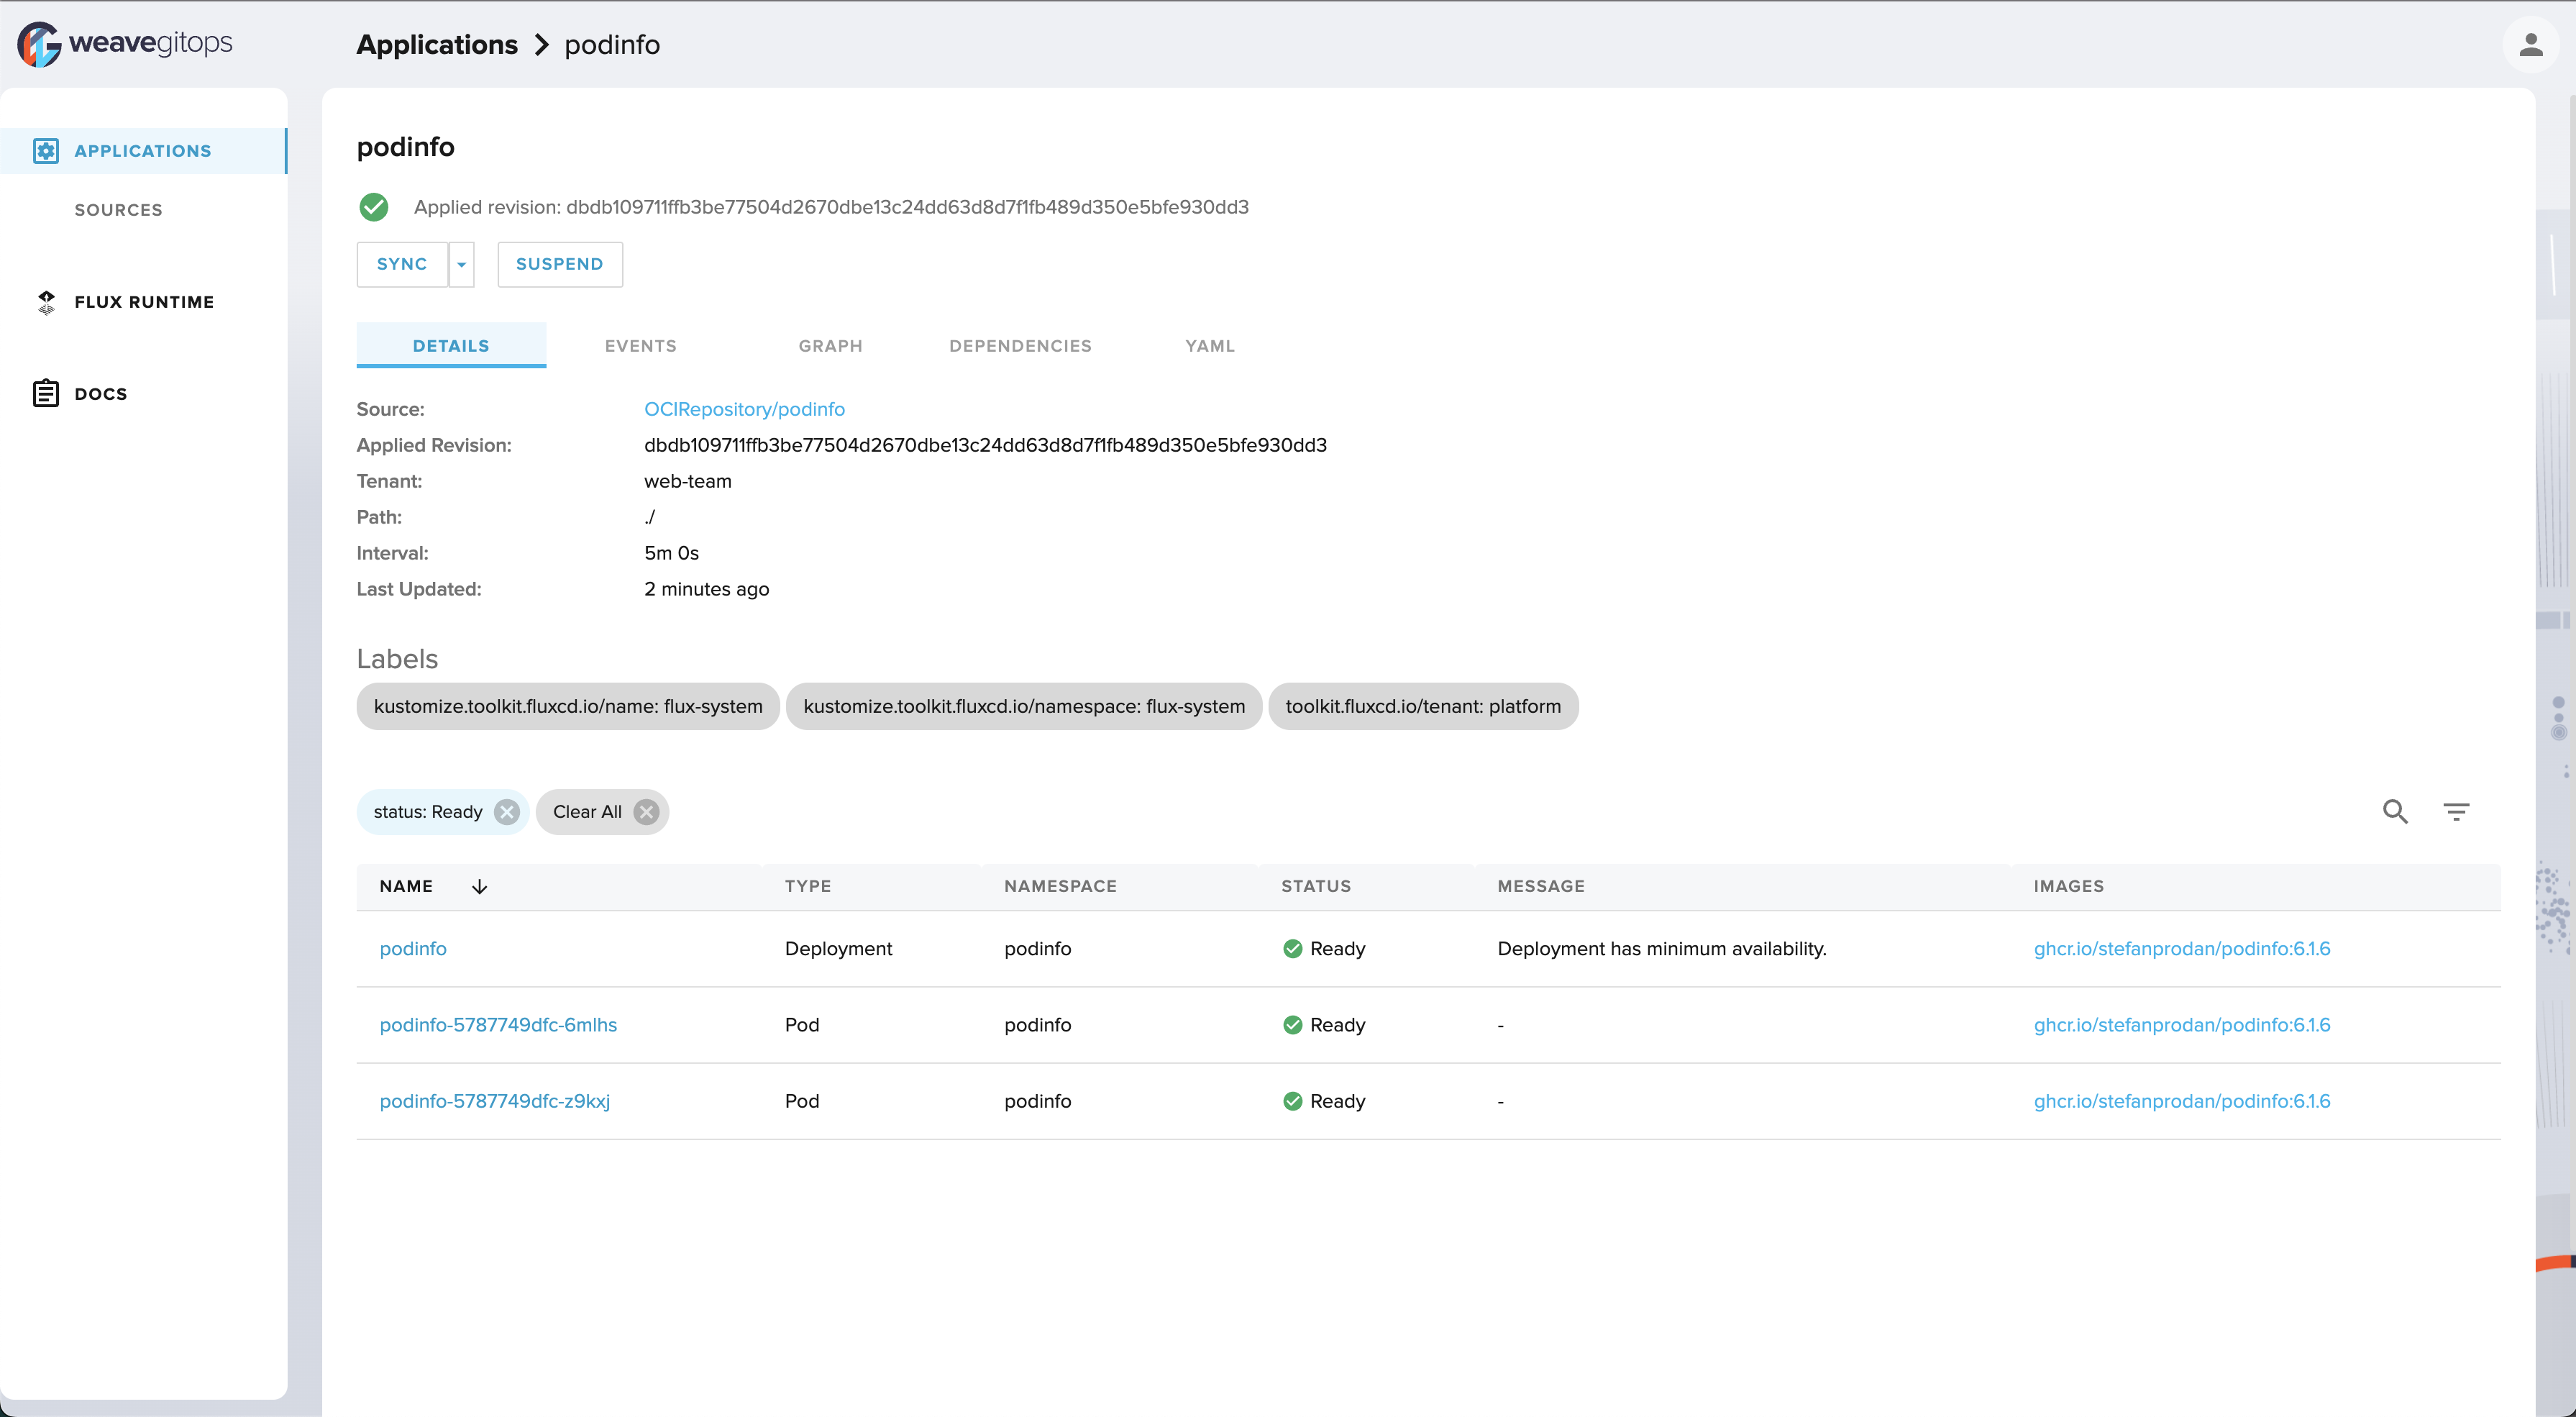 weavegitops
Applications > podinfo
APPLICATIONS
SOURCES
FLUX RUNTIME
DOCS
podinfo
Applied revision: dbdb109711ffb3be77504d2670dbe13c24dd63d8d7f1fb489d350e5bfe930dd3
SYNC SUSPEND
DETAILS EVENTS GRAPH DEPENDENCIES YAML
Source: OCIRepository/podinfo
Applied Revision: dbdb109711ffb3be77504d2670dbe13c24dd63d8d7f1fb489d350e5bfe930dd3
Tenant: web-team
Path: ./
Interval: 5m 0s
Last Updated: 2 minutes ago
Labels
kustomize.toolkit.fluxcd.io/name: flux-system kustomize.toolkit.fluxcd.io/namespace: flux-system toolkit.fluxcd.io/tenant: platform
status: Ready Clear All
NAME TYPE NAMESPACE STATUS MESSAGE IMAGES
podinfo Deployment podinfo Ready Deployment has minimum availability. ghcr.io/stefanprodan/podinfo:6.1.6
podinfo-5787749dfc-6mlhs Pod podinfo Ready - ghcr.io/stefanprodan/podinfo:6.1.6
podinfo-5787749dfc-z9kxj Pod podinfo Ready - ghcr.io/stefanprodan/podinfo:6.1.6